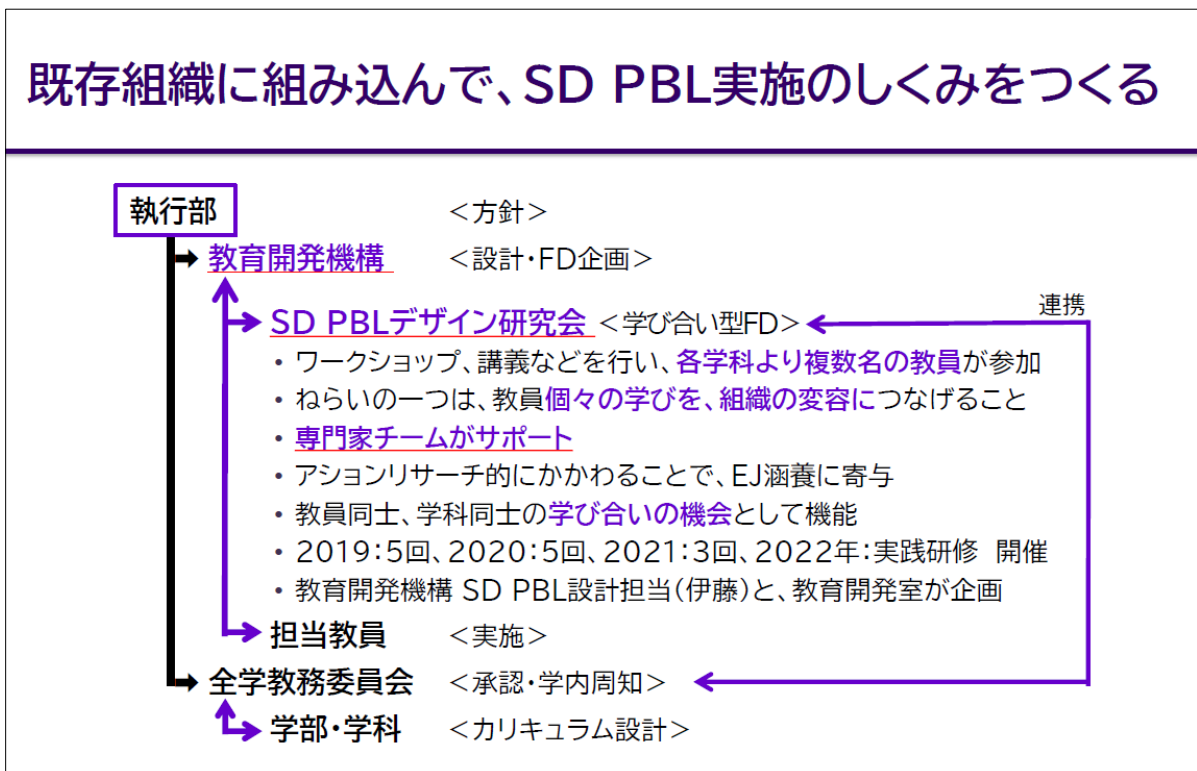 既存組織に組み込んで、SD PBL実施のしくみをつくる
執行部 <方針>
教育開発機構 <設計・FD企画>
連携
SD PBLデザイン研究会 <学び合い型FD>
• ワークショップ、講義などを行い、各学科より複数名の教員が参加
• ねらいの一つは、教員個々の学びを、組織の変容につなげること
• 専門家チームがサポート
• アクションリサーチ的にかかわることで、EJ涵養に寄与
• 教員同士、学科同士の学び合いの機会として機能
• 2019:5回、2020:5回、2021:3回、2022年:実践研修 開催
• 教育開発機構 SD PBL設計担当(伊藤)と、教育開発室が企画
担当教員 <実施>
全学教務委員会 <承認・学内周知>
学部・学科 <カリキュラム設計>